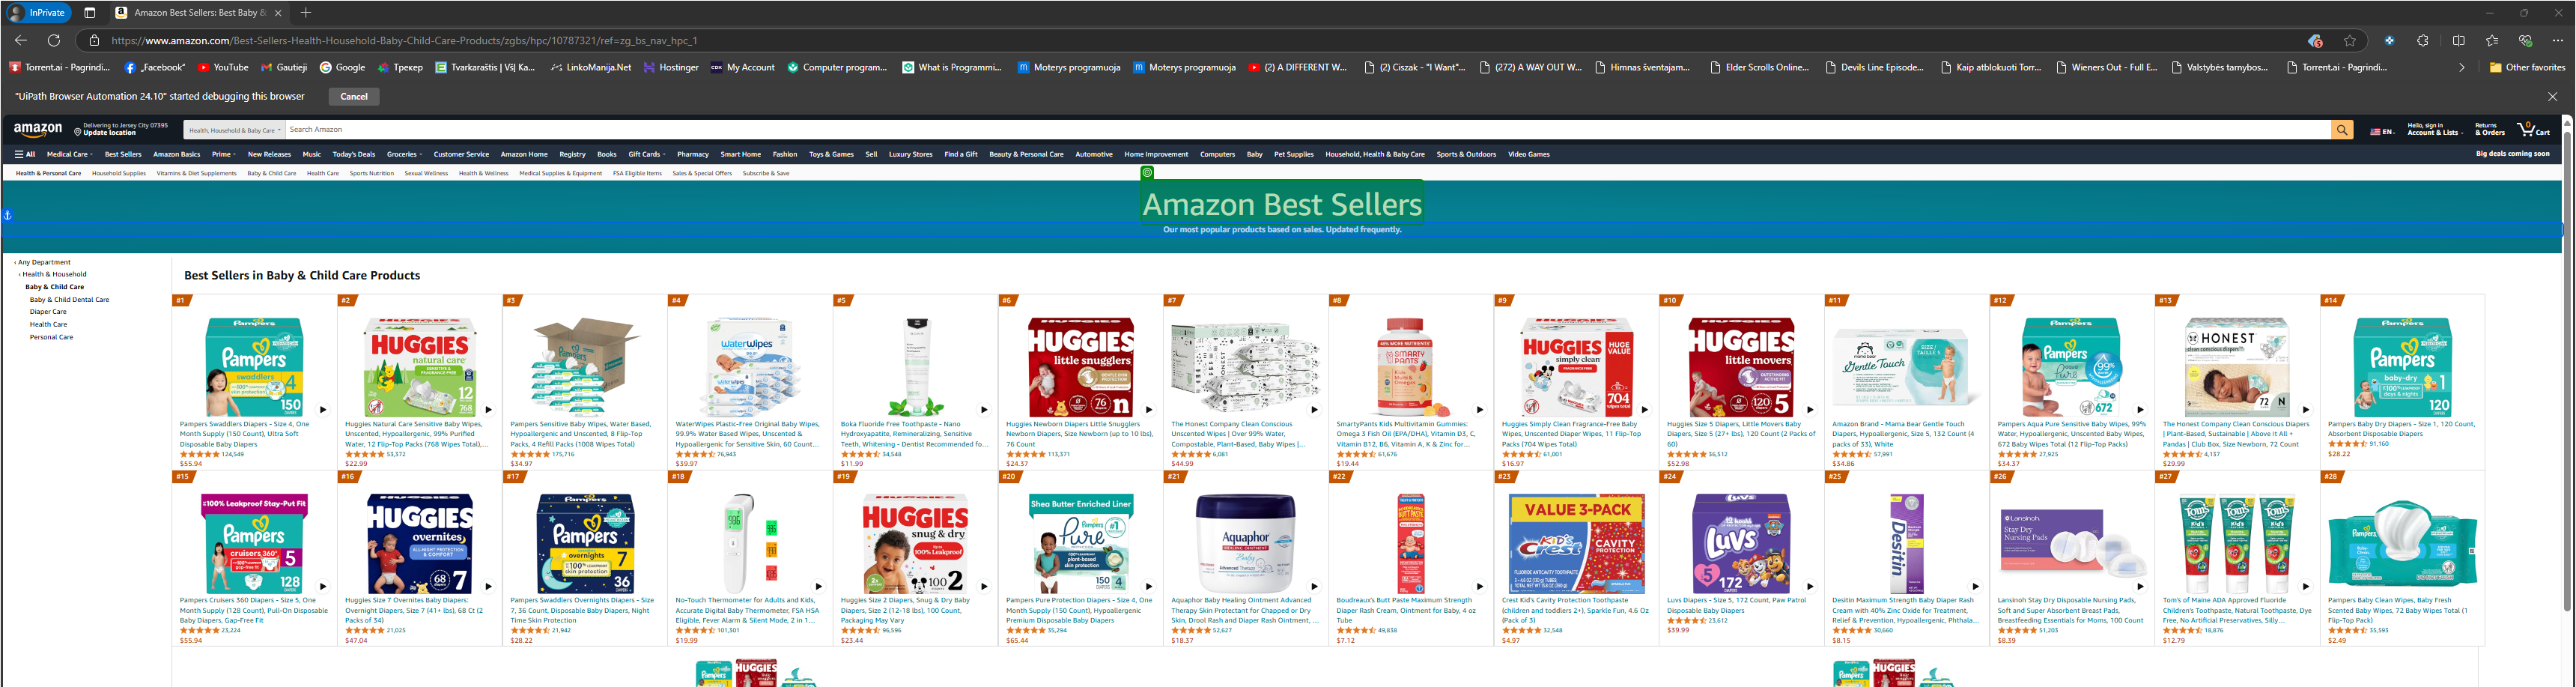 InPrivate
Amazon Best Sellers: Best Baby &
https://www.amazon.com/Best-Sellers-Health-Household-Baby-Child-Care-Products/zgbs/hpc/10787321/ref=zg_bs_nav_hpc_1
Torrent.ai - Pagrindi... „Facebook" YouTube Gautieji Google Трекер Tvarkaraštis | VšĮ Ka... LinkoManija.Net Hostinger My Account Computer program... What is Programmi... Moterys programuoja Moterys programuoja (2) A DIFFERENT W... (2) Ciszak - "I Want"... (272) A WAY OUT W... Himnas šventajam... Elder Scrolls Online... Devils Line Episode... Kaip atblokuoti Torr... Wieners Out - Full E... Valstybės tarnybos... Torrent.ai - Pagrindi... Other favorites
"UiPath Browser Automation 24.10" started debugging this browser Cancel
amazon Delivering to Jersey City 07395
Update location
Health, Household & Baby Care Search Amazon EN Hello, sign in
Account & Lists Returns
& Orders 0 Cart
All Medical Care Best Sellers Amazon Basics Prime New Releases Music Today's Deals Groceries Customer Service Amazon Home Registry Books Gift Cards Pharmacy Smart Home Fashion Toys & Games Sell Luxury Stores Find a Gift Beauty & Personal Care Automotive Home Improvement Computers Baby Pet Supplies Household, Health & Baby Care Sports & Outdoors Video Games Big deals coming soon
Health & Personal Care Household Supplies Vitamins & Diet Supplements Baby & Child Care Health Care Sports Nutrition Sexual Wellness Health & Wellness Medical Supplies & Equipment FSA Eligible Items Sales & Special Offers Subscribe & Save
Amazon Best Sellers
Our most popular products based on sales. Updated frequently.
‹ Any Department
‹ Health & Household
Baby & Child Care
Baby & Child Dental Care
Diaper Care
Health Care
Personal Care
Best Sellers in Baby & Child Care Products
#1
Pampers Swaddlers Diapers - Size 4, One
Month Supply (150 Count), Ultra Soft
Disposable Baby Diapers
124,549
$55.94
#2
Huggies Natural Care Sensitive Baby Wipes,
Unscented, Hypoallergenic, 99% Purified
Water, 12 Flip-Top Packs (768 Wipes Total),...
53,372
$22.99
#3
Pampers Sensitive Baby Wipes, Water Based,
Hypoallergenic and Unscented, 8 Flip-Top
Packs, 4 Refill Packs (1008 Wipes Total)
175,716
$34.97
#4
WaterWipes Plastic-Free Original Baby Wipes,
99.9% Water Based Wipes, Unscented &
Hypoallergenic for Sensitive Skin, 60 Count...
76,943
$39.97
#5
Boka Fluoride Free Toothpaste - Nano
Hydroxyapatite, Remineralizing, Sensitive
Teeth, Whitening - Dentist Recommended fo...
34,548
$11.99
#6
Huggies Newborn Diapers Little Snugglers
Newborn Diapers, Size Newborn (up to 10 lbs),
76 Count
113,371
$24.37
#7
The Honest Company Clean Conscious
Unscented Wipes | Over 99% Water,
Compostable, Plant-Based, Baby Wipes |...
6,081
$44.99
#8
SmartyPants Kids Multivitamin Gummies:
Omega 3 Fish Oil (EPA/DHA), Vitamin D3, C,
Vitamin B12, B6, Vitamin A, K & Zinc for...
61,676
$19.44
#9
Huggies Simply Clean Fragrance-Free Baby
Wipes, Unscented Diaper Wipes, 11 Flip-Top
Packs (704 Wipes Total)
61,001
$16.97
#10
Huggies Size 5 Diapers, Little Movers Baby
Diapers, Size 5 (27+ lbs), 120 Count (2 Packs of
60)
36,512
$52.98
#11
Amazon Brand - Mama Bear Gentle Touch
Diapers, Hypoallergenic, Size 5, 132 Count (4
packs of 33), White
57,991
$34.86
#12
Pampers Aqua Pure Sensitive Baby Wipes, 99%
Water, Hypoallergenic, Unscented Baby Wipes,
672 Baby Wipes Total (12 Flip-Top Packs)
27,925
$34.37
#13
The Honest Company Clean Conscious Diapers
| Plant-Based, Sustainable | Above It All +
Pandas | Club Box, Size Newborn, 72 Count
4,137
$29.99
#14
Pampers Baby Dry Diapers - Size 1, 120 Count,
Absorbent Disposable Diapers
91,160
$28.22
#15
Pampers Cruisers 360 Diapers - Size 5, One
Month Supply (128 Count), Pull-On Disposable
Baby Diapers, Gap-Free Fit
23,224
$55.94
#16
Huggies Size 7 Overnites Baby Diapers:
Overnight Diapers, Size 7 (41+ lbs), 68 Ct (2
Packs of 34)
21,025
$47.04
#17
Pampers Swaddlers Overnights Diapers - Size
7, 36 Count, Disposable Baby Diapers, Night
Time Skin Protection
21,942
$28.22
#18
No-Touch Thermometer for Adults and Kids,
Accurate Digital Baby Thermometer, FSA HSA
Eligible, Fever Alarm & Silent Mode, 2 in 1...
101,301
$19.99
#19
Huggies Size 2 Diapers, Snug & Dry Baby
Diapers, Size 2 (12-18 lbs), 100 Count,
Packaging May Vary
96,596
$23.44
#20
Pampers Pure Protection Diapers - Size 4, One
Month Supply (150 Count), Hypoallergenic
Premium Disposable Baby Diapers
35,294
$65.44
#21
Aquaphor Baby Healing Ointment Advanced
Therapy Skin Protectant for Chapped or Dry
Skin, Drool Rash and Diaper Rash Ointment, ...
52,627
$18.37
#22
Boudreaux's Butt Paste Maximum Strength
Diaper Rash Cream, Ointment for Baby, 4 oz
Tube
49,838
$7.12
#23
Crest Kid's Cavity Protection Toothpaste
(children and toddlers 2+), Sparkle Fun, 4.6 Oz
(Pack of 3)
32,548
$4.97
#24
Luvs Diapers - Size 5, 172 Count, Paw Patrol
Disposable Baby Diapers
23,612
$39.99
#25
Desitin Maximum Strength Baby Diaper Rash
Cream with 40% Zinc Oxide for Treatment,
Relief & Prevention, Hypoallergenic, Phthala...
30,660
$8.15
#26
Lansinoh Stay Dry Disposable Nursing Pads,
Soft and Super Absorbent Breast Pads,
Breastfeeding Essentials for Moms, 100 Count
51,203
$8.39
#27
Tom's of Maine ADA Approved Fluoride
Children's Toothpaste, Natural Toothpaste, Dye
Free, No Artificial Preservatives, Silly...
18,876
$12.79
#28
Pampers Baby Clean Wipes, Baby Fresh
Scented Baby Wipes, 72 Baby Wipes Total (1
Flip-Top Pack)
35,593
$2.49